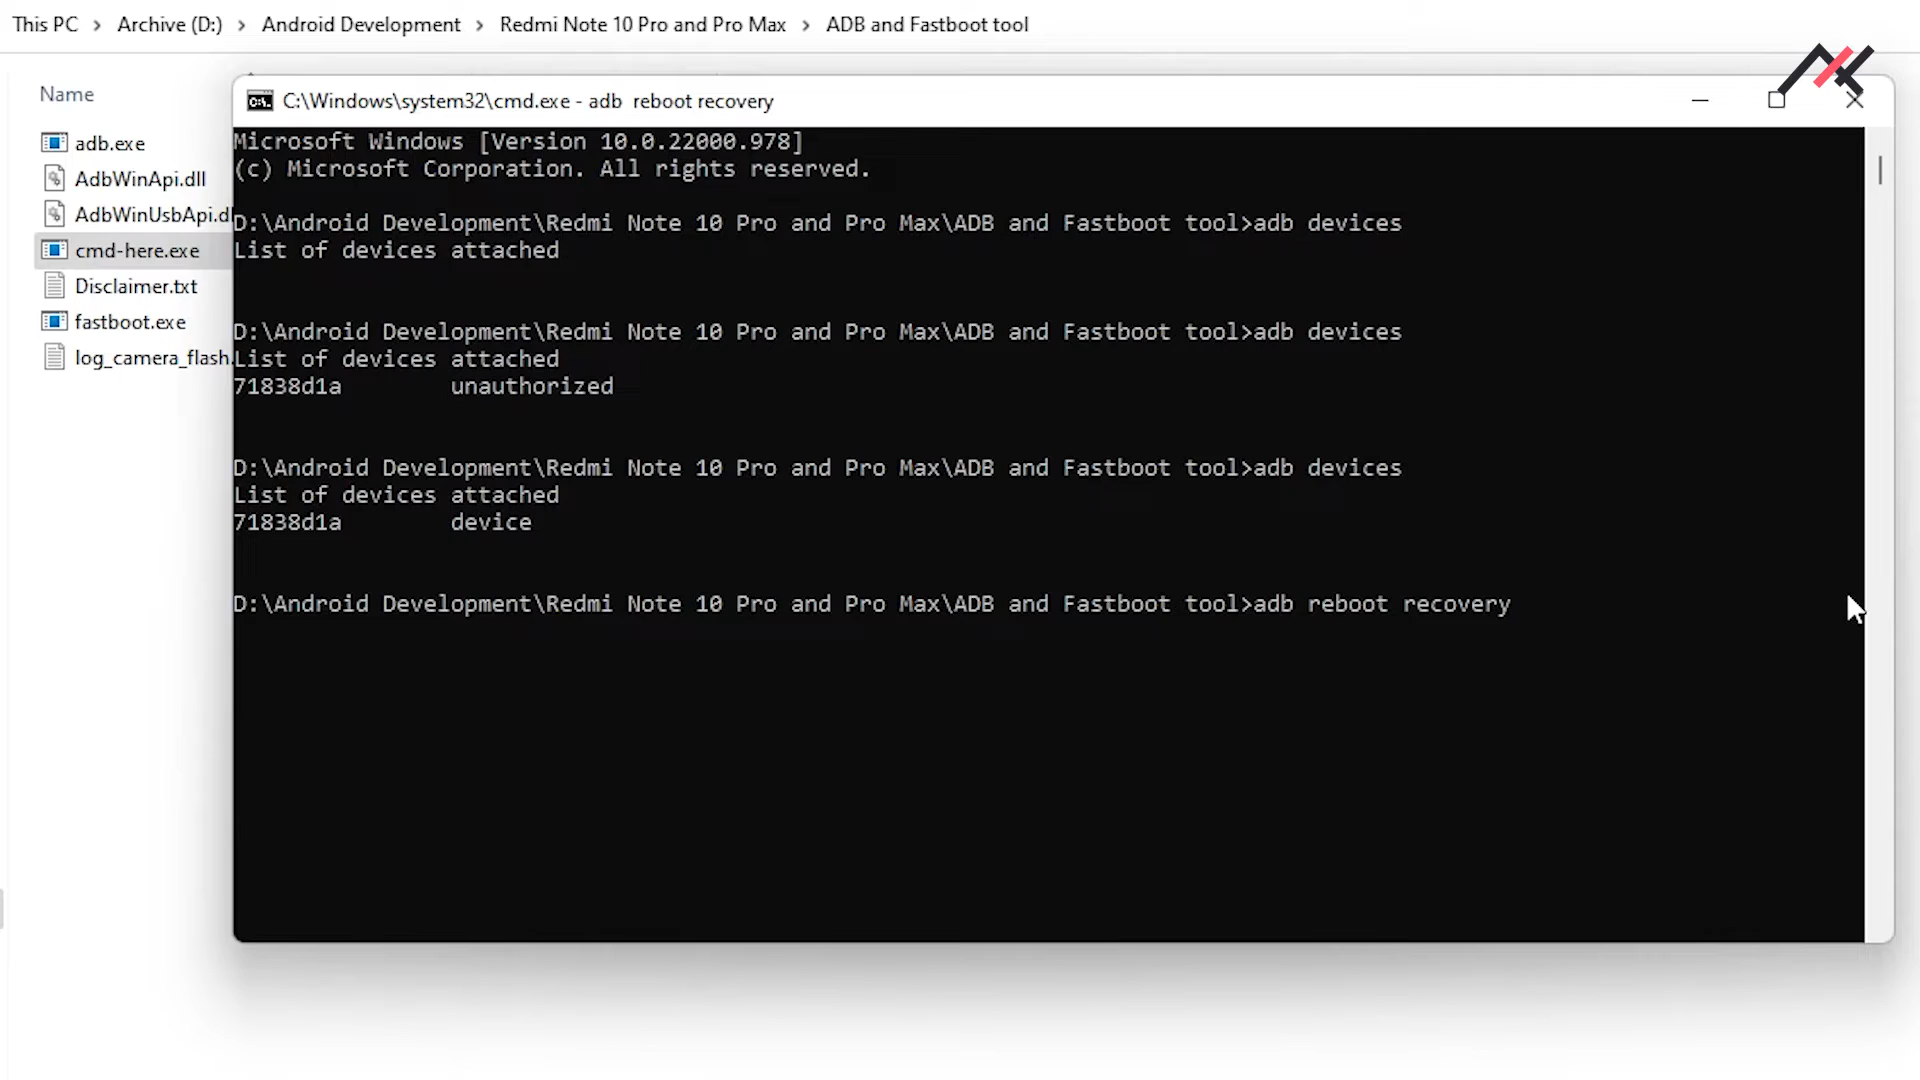 This PC > Archive (D:) > Android Development > Redmi Note 10 Pro and Pro Max > ADB and Fastboot tool
Name
adb.exe
AdbWinApi.dll
AdbWinUsbApi.d
cmd-here.exe
Disclaimer.txt
fastboot.exe
log_camera_flash.
C:\Windows\system32\cmd.exe - adb  reboot recovery
Microsoft Windows [Version 10.0.22000.978]
(c) Microsoft Corporation. All rights reserved.
D:\Android Development\Redmi Note 10 Pro and Pro Max\ADB and Fastboot tool>adb devices
List of devices attached
D:\Android Development\Redmi Note 10 Pro and Pro Max\ADB and Fastboot tool>adb devices
List of devices attached
71838d1a        unauthorized
D:\Android Development\Redmi Note 10 Pro and Pro Max\ADB and Fastboot tool>adb devices
List of devices attached
71838d1a        device
D:\Android Development\Redmi Note 10 Pro and Pro Max\ADB and Fastboot tool>adb reboot recovery